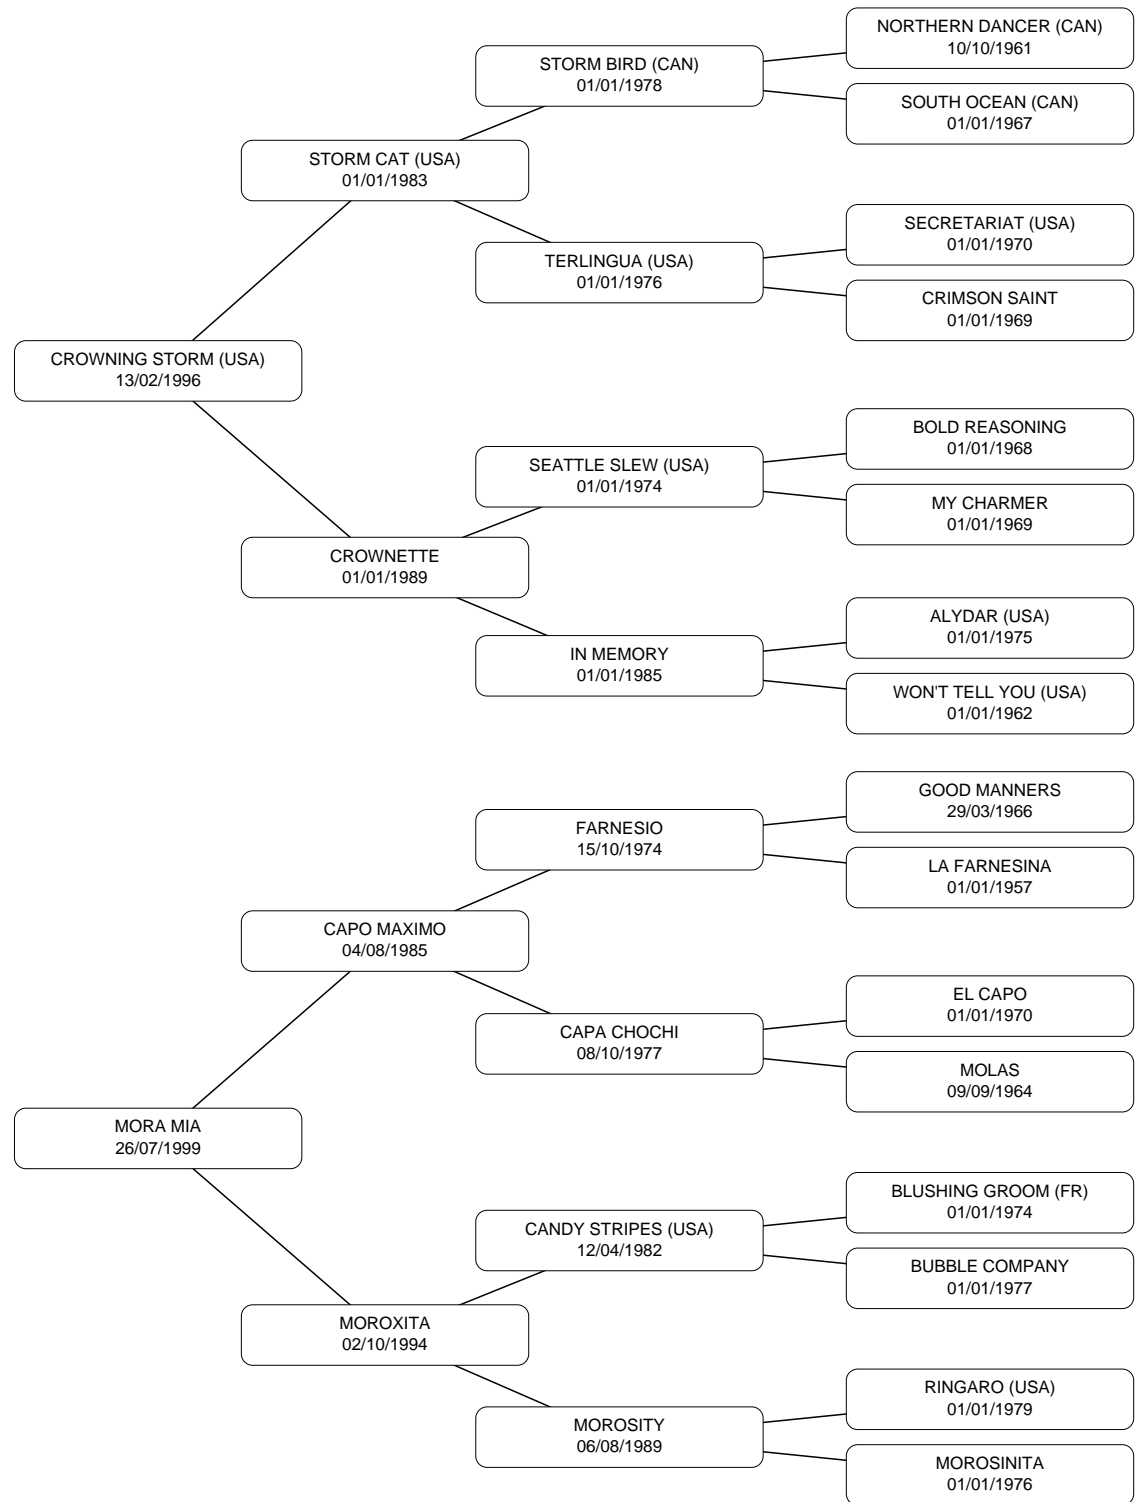 NORTHERN DANCER (CAN)
10/10/1961
STORM BIRD (CAN)
01/01/1978
SOUTH OCEAN (CAN)
01/01/1967
STORM CAT (USA)
01/01/1983
SECRETARIAT (USA)
01/01/1970
TERLINGUA (USA)
01/01/1976
CRIMSON SAINT
01/01/1969
CROWNING STORM (USA)
13/02/1996
BOLD REASONING
01/01/1968
SEATTLE SLEW (USA)
01/01/1974
MY CHARMER
01/01/1969
CROWNETTE
01/01/1989
ALYDAR (USA)
01/01/1975
IN MEMORY
01/01/1985
WON'T TELL YOU (USA)
01/01/1962
GOOD MANNERS
29/03/1966
FARNESIO
15/10/1974
LA FARNESINA
01/01/1957
CAPO MAXIMO
04/08/1985
EL CAPO
01/01/1970
CAPA CHOCHI
08/10/1977
MOLAS
09/09/1964
MORA MIA
26/07/1999
BLUSHING GROOM (FR)
01/01/1974
CANDY STRIPES (USA)
12/04/1982
BUBBLE COMPANY
01/01/1977
MOROXITA
02/10/1994
RINGARO (USA)
01/01/1979
MOROSITY
06/08/1989
MOROSINITA
01/01/1976